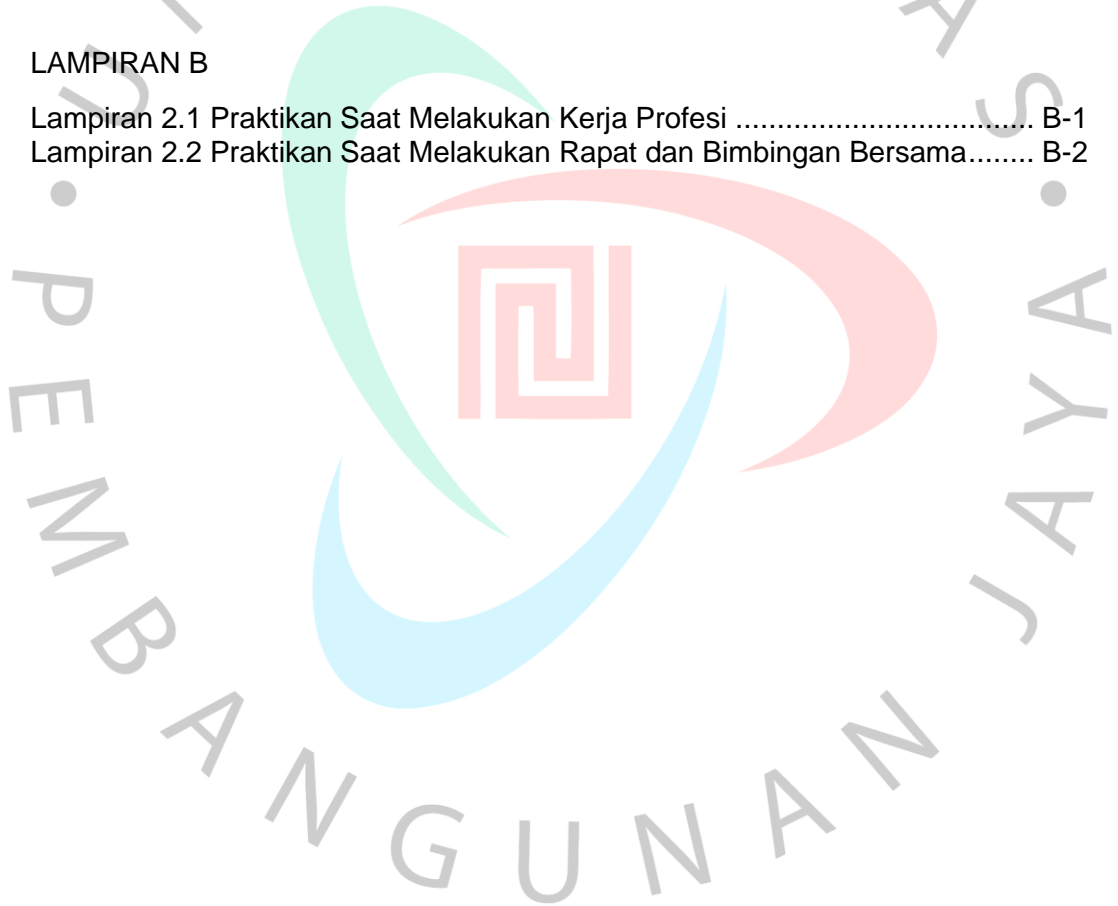 LAMPIRAN B
Lampiran 2.1 Praktikan Saat Melakukan Kerja Profesi .................................... B-1
Lampiran 2.2 Praktikan Saat Melakukan Rapat dan Bimbingan Bersama........ B-2
• PEMBANGUNAN JAYA •